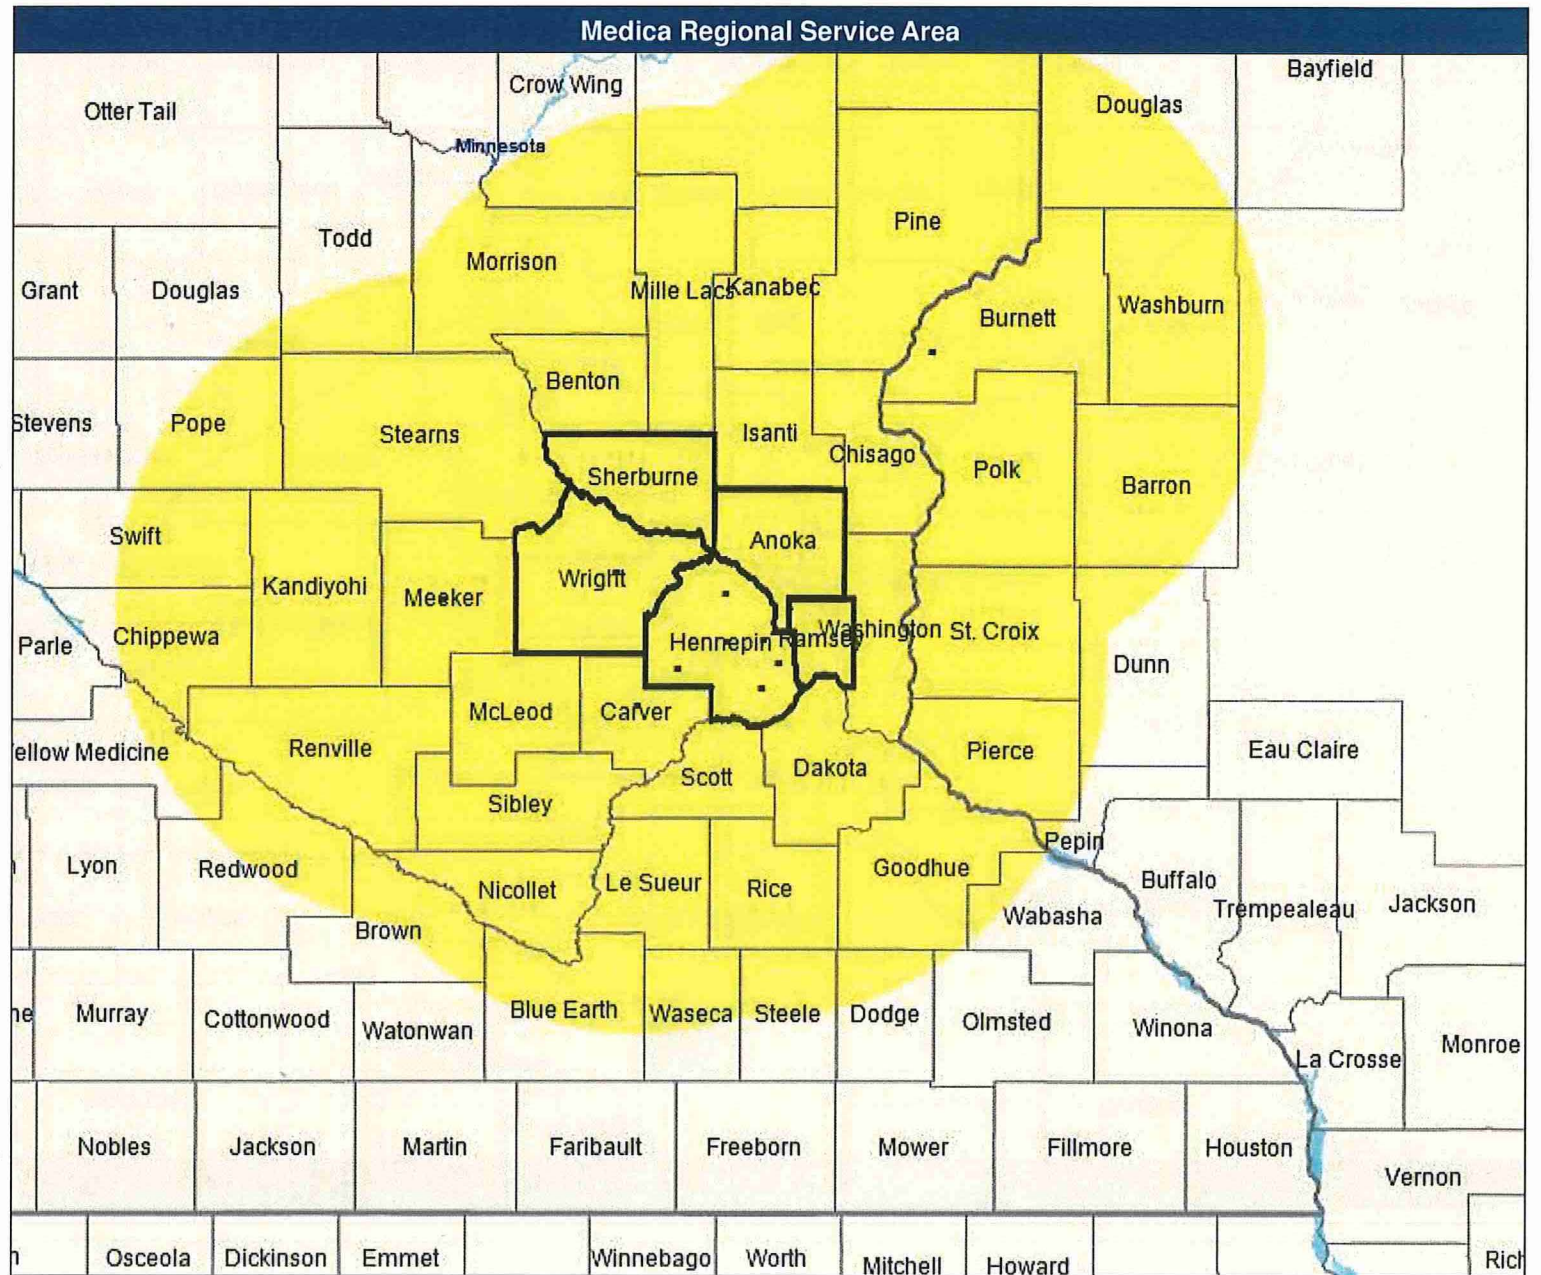 Medica Regional Service Area
Crow Wing
Bayfield
Otter Tail
Douglas
Minnesota
Pine
Todd
Morrison
Grant
Douglas
Mille Lacs
Kanabec
Washburn
Burnett
Benton
Stevens
Pope
Stearns
Isanti
Chisago
Sherburne
Polk
Barron
Swift
Anoka
Wright
Kandiyohi
Meeker
Chippewa
Parle
Hennepin
Ramsey
Washington
St. Croix
Dunn
McLeod
Carver
Renville
ellow Medicine
Pierce
Eau Claire
Scott
Dakota
Sibley
Pepin
Lyon
Redwood
Nicollet
Le Sueur
Rice
Goodhue
Buffalo
Trempealeau
Jackson
Wabasha
Brown
Murray
Cottonwood
Watonwan
Blue Earth
Waseca
Steele
Dodge
Olmsted
Winona
La Crosse
Monroe
Nobles
Jackson
Martin
Faribault
Freeborn
Mower
Fillmore
Houston
Vernon
Osceola
Dickinson
Emmet
Winnebago
Worth
Mitchell
Howard
Rich